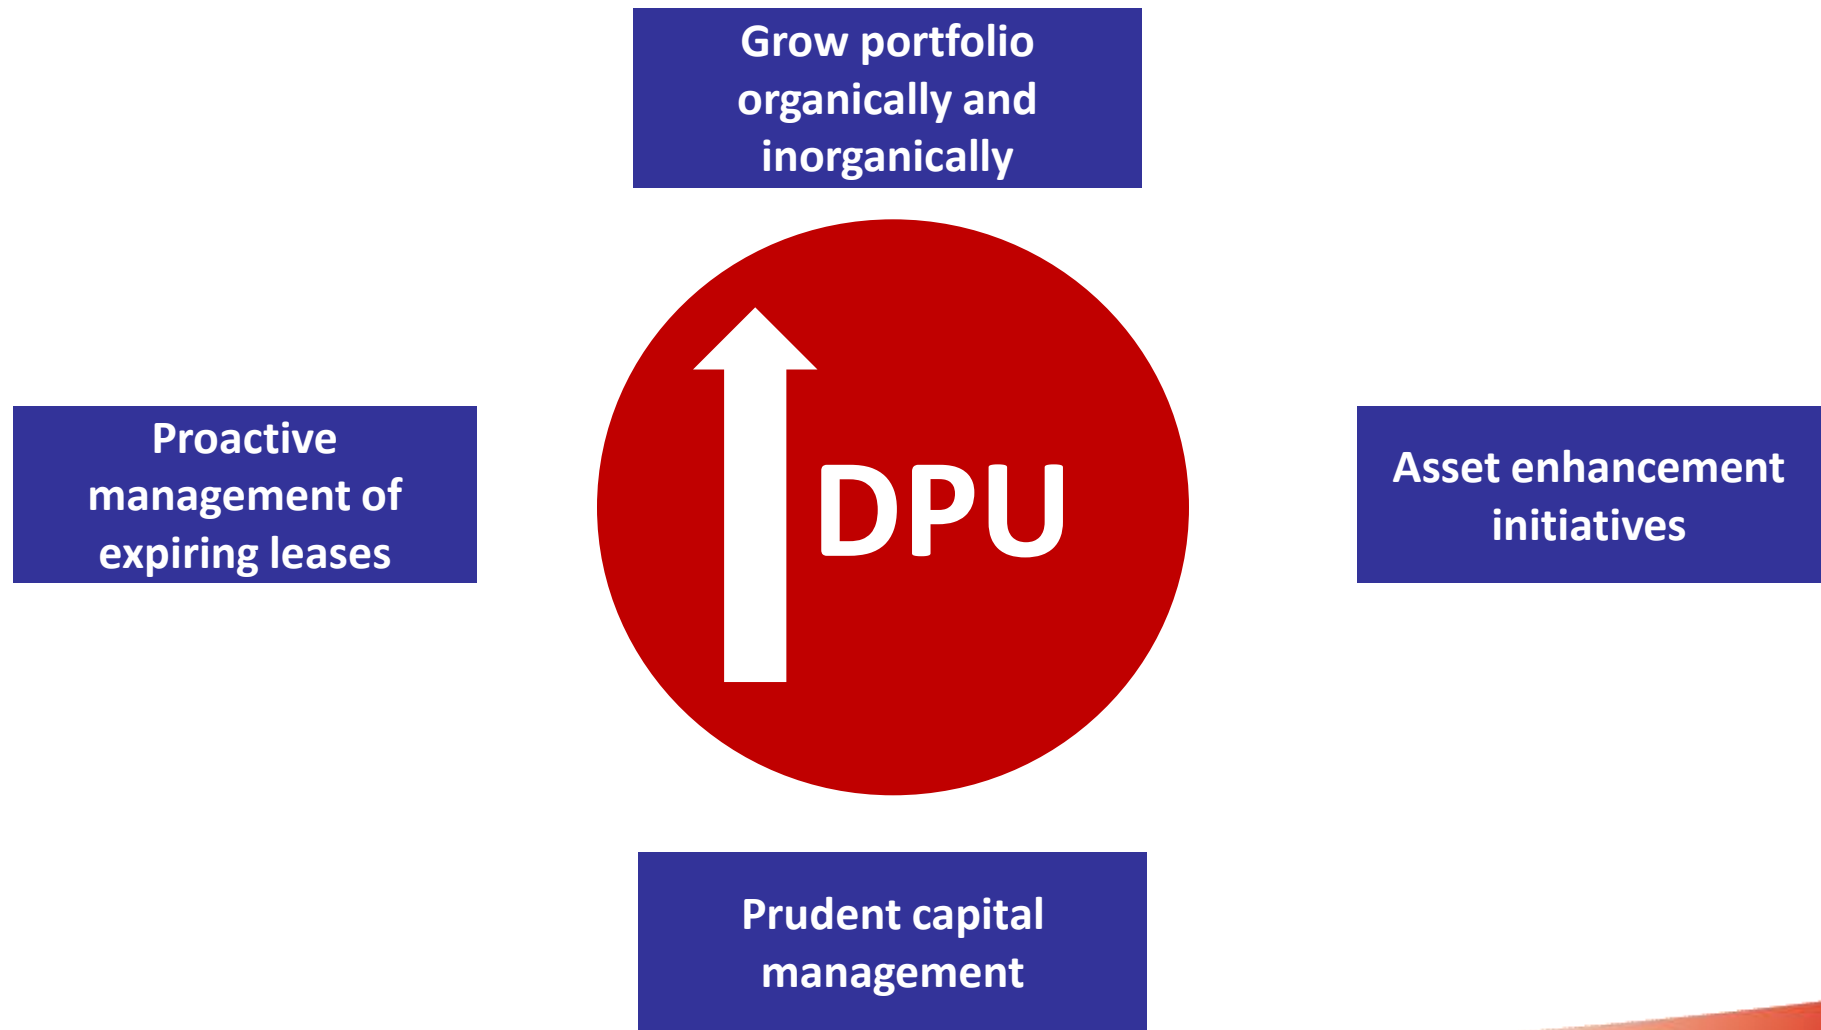 Grow portfolio
organically and
inorganically
Proactive
management of
expiring leases
DPU
Asset enhancement
initiatives
Prudent capital
management